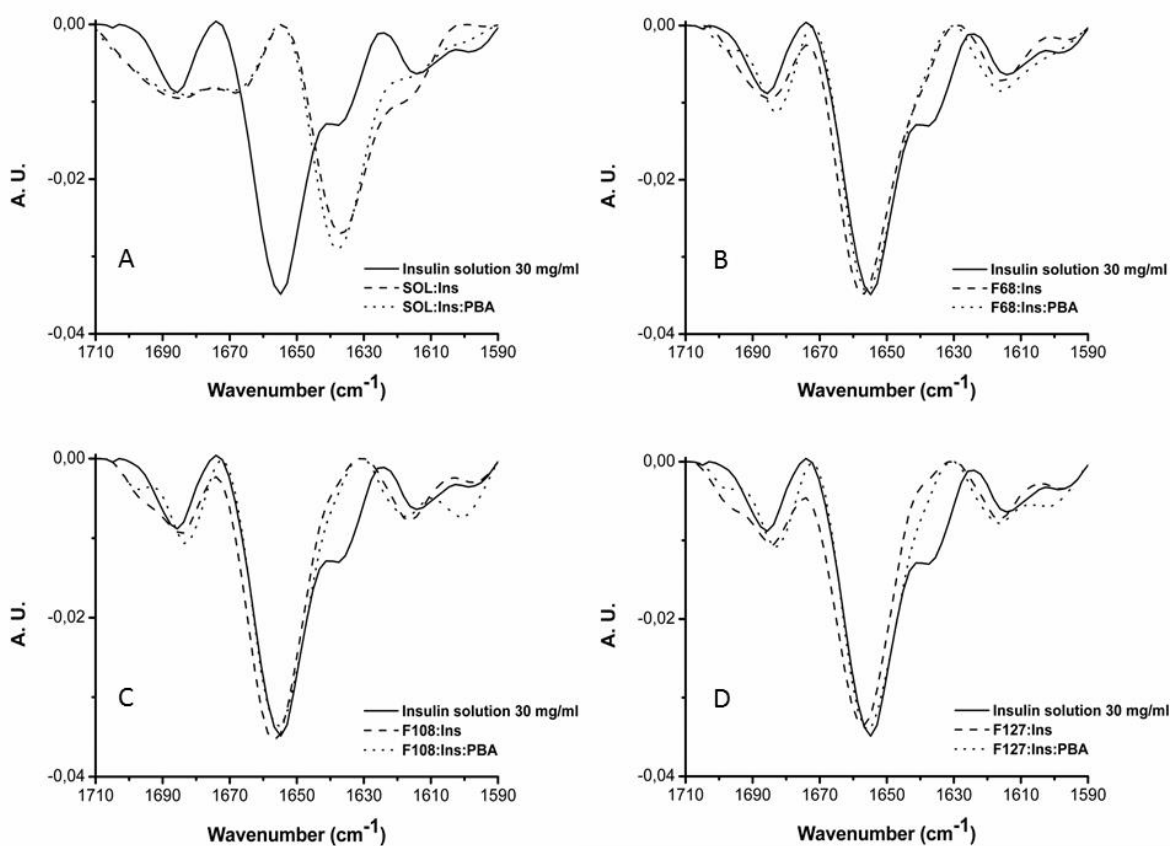 0,00
-0,02
-0,04
A. U.
A
Insulin solution 30 mg/ml
SOL:Ins
SOL:Ins:PBA
1710 1690 1670 1650 1630 1610 1590
Wavenumber (cm-1)
0,00
-0,02
-0,04
A. U.
B
Insulin solution 30 mg/ml
F68:Ins
F68:Ins:PBA
1710 1690 1670 1650 1630 1610 1590
Wavenumber (cm-1)
0,00
-0,02
-0,04
A. U.
C
Insulin solution 30 mg/ml
F108:Ins
F108:Ins:PBA
1710 1690 1670 1650 1630 1610 1590
Wavenumber (cm-1)
0,00
-0,02
-0,04
A. U.
D
Insulin solution 30 mg/ml
F127:Ins
F127:Ins:PBA
1710 1690 1670 1650 1630 1610 1590
Wavenumber (cm-1)